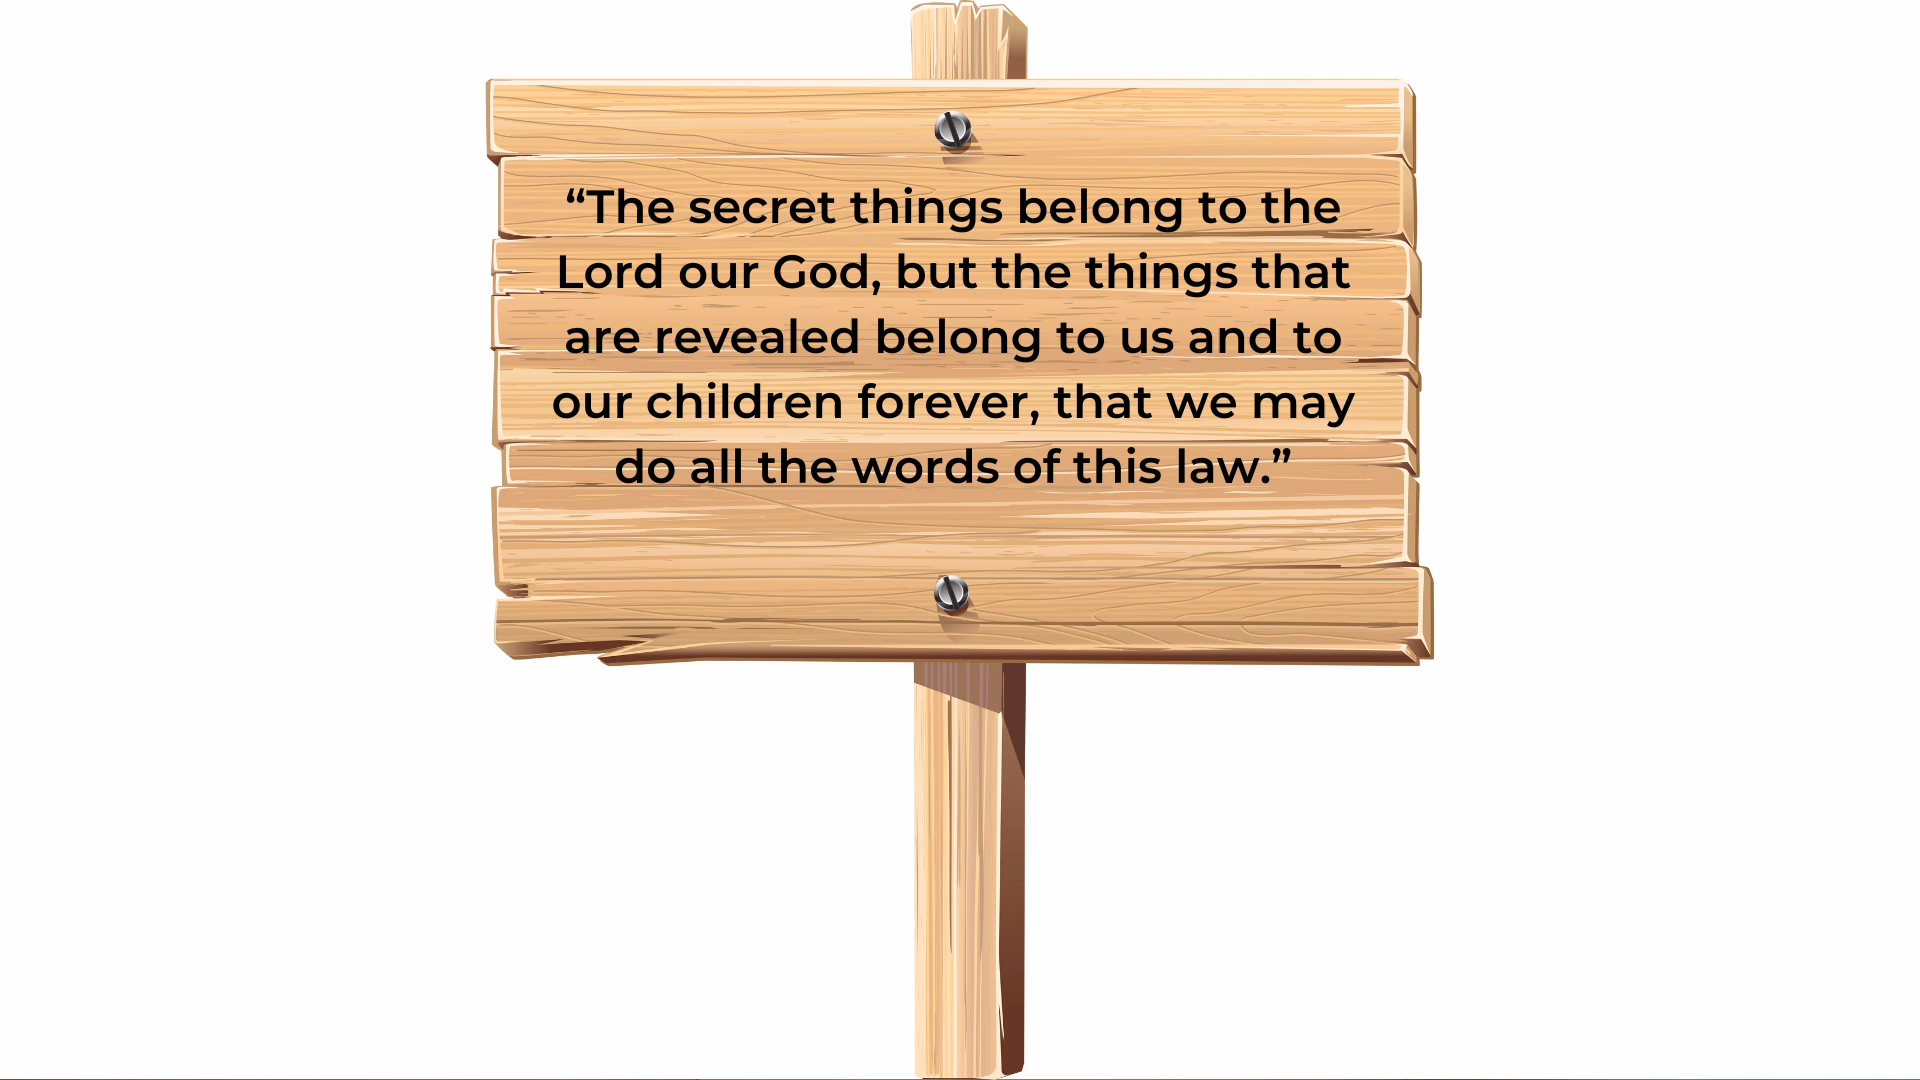 “The secret things belong to the
Lord our God, but the things that
are revealed belong to us and to
our children forever, that we may
do all the words of this law.”